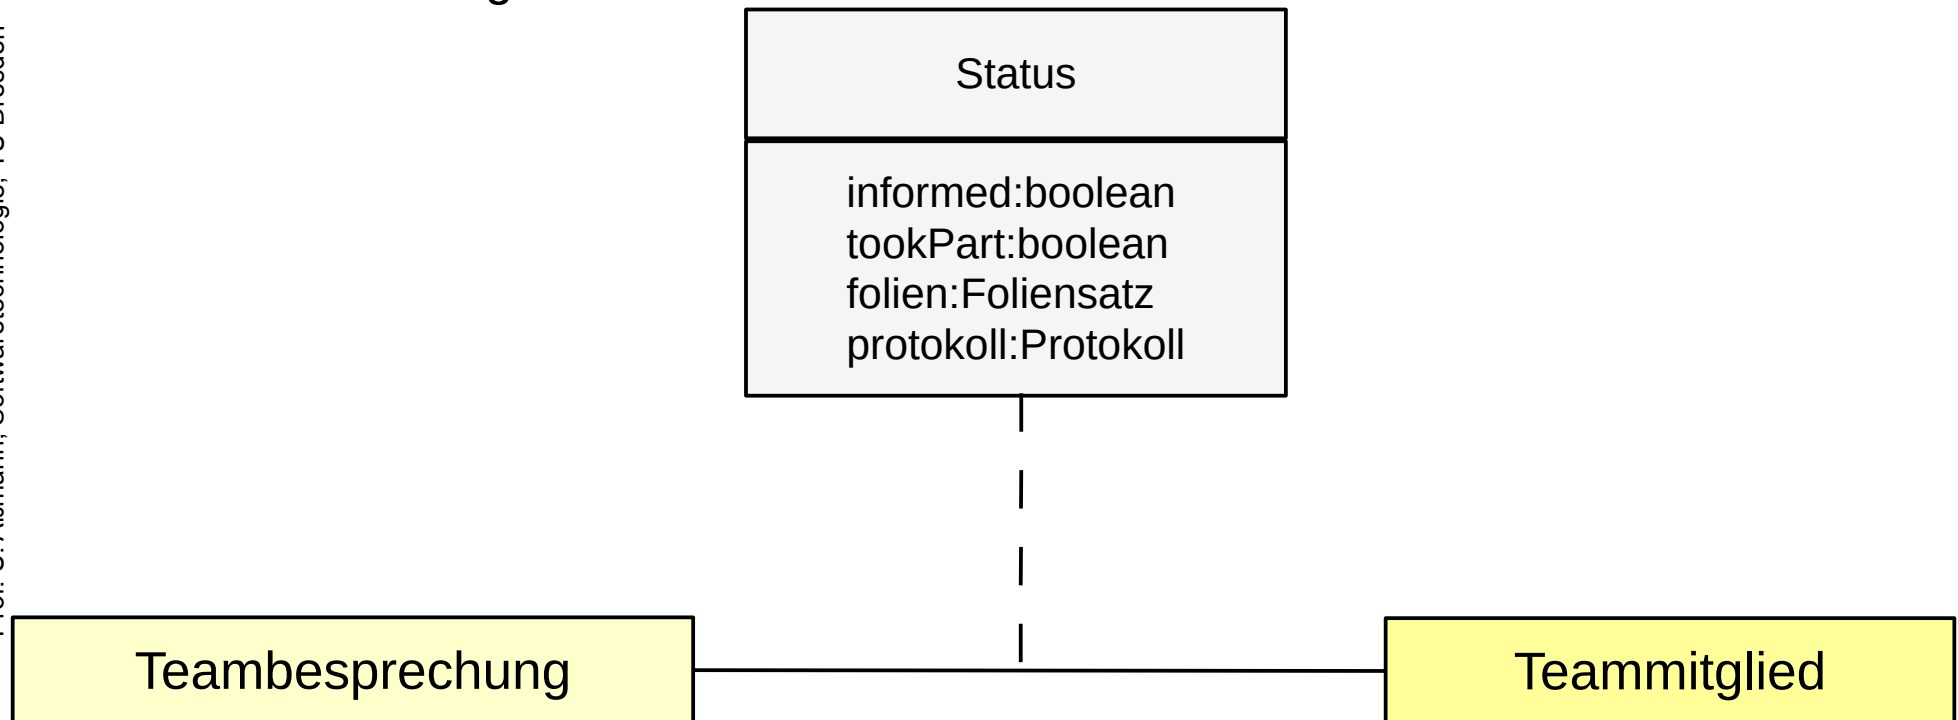 Status
informed:boolean
tookPart:boolean
folien:Foliensatz
protokoll:Protokoll
Teambesprechung
Teammitglied